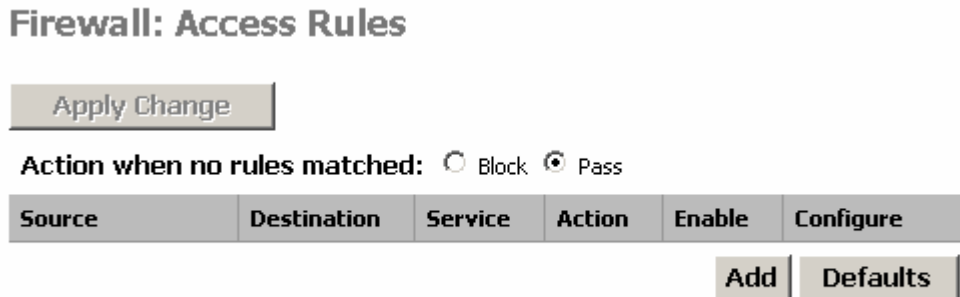 Firewall: Access Rules
Apply Change
Action when no rules matched: Block Pass
Source Destination Service Action Enable Configure
Add Defaults